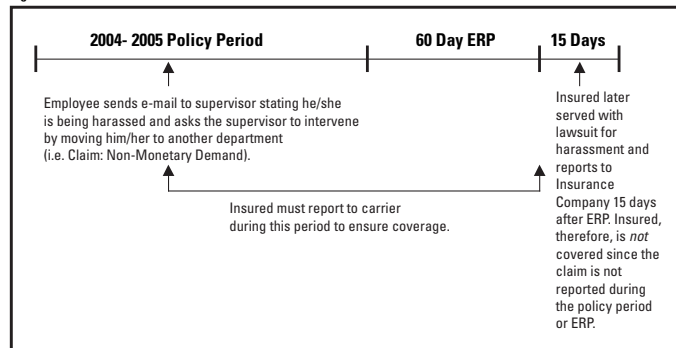 2004- 2005 Policy Period
60 Day ERP
15 Days
Employee sends e-mail to supervisor stating he/she
is being harassed and asks the supervisor to intervene
by moving him/her to another department
(i.e. Claim: Non-Monetary Demand).
Insured must report to carrier
during this period to ensure coverage.
Insured later
served with
lawsuit for
harassment and
reports to
Insurance
Company 15 days
after ERP. Insured,
therefore, is not
covered since the
claim is not
reported during
the policy period
or ERP.